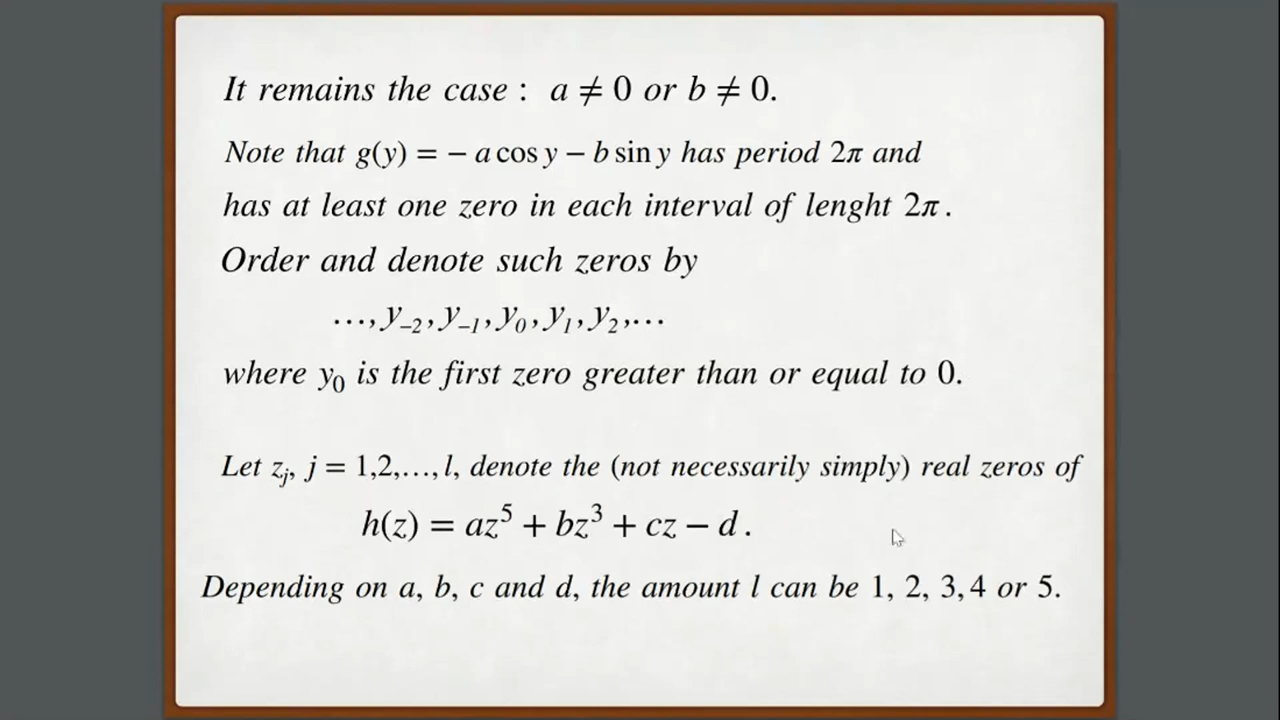 It remains the case : a ≠ 0 or b ≠ 0.
Note that g(y) = − a cos y − b sin y has period 2π and
has at least one zero in each interval of lenght 2π.
Order and denote such zeros by
…, y₋₂, y₋₁, y₀, y₁, y₂, …
where y₀ is the first zero greater than or equal to 0.
Let zⱼ, j = 1,2,…, l, denote the (not necessarily simply) real zeros of
h(z) = az⁵ + bz³ + cz − d .
Depending on a, b, c and d, the amount l can be 1, 2, 3, 4 or 5.